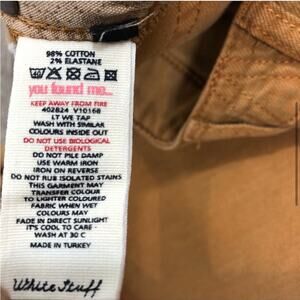 98% COTTON
2% ELASTANE
you found me...
KEEP AWAY FROM FIRE
402824 V10168
LT WE TAP
WASH WITH SIMILAR
COLOURS INSIDE OUT
DO NOT USE BIOLOGICAL
DETERGENTS
DO NOT PILE DAMP
USE WARM IRON
IRON ON REVERSE
DO NOT RUB ISOLATED STAINS
THIS GARMENT MAY
TRANSFER COLOUR
TO LIGHTER COLOURED
FABRIC WHEN WET
COLOURS MAY
FADE IN DIRECT SUNLIGHT
IT'S COOL TO CARE -
WASH AT 30 C
MADE IN TURKEY
White Stuff